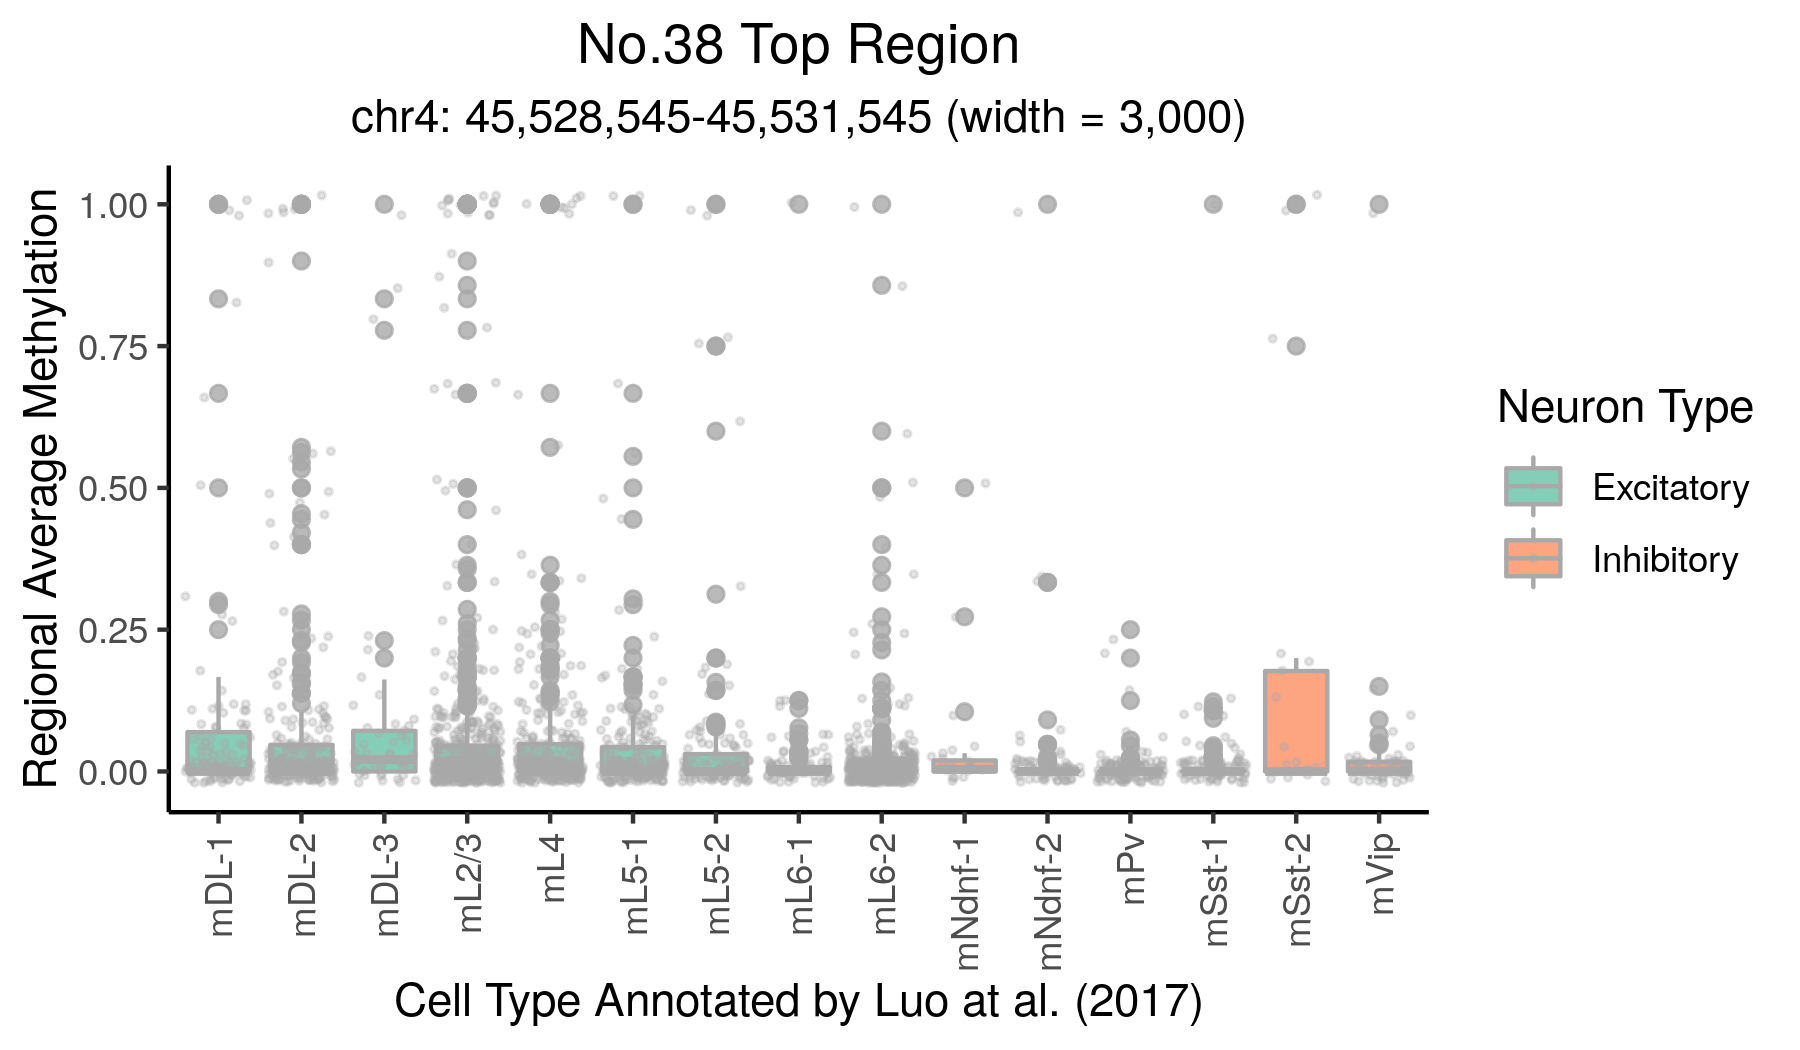 No.38 Top Region
chr4: 45,528,545-45,531,545 (width = 3,000)
Regional Average Methylation
1.00
0.75
0.50
0.25
0.00
mDL-1
mDL-2
mDL-3
mL2/3
mL4
mL5-1
mL5-2
mL6-1
mL6-2
mNdnf-1
mNdnf-2
mPv
mSst-1
mSst-2
mVip
Cell Type Annotated by Luo at al. (2017)
Neuron Type
Excitatory
Inhibitory